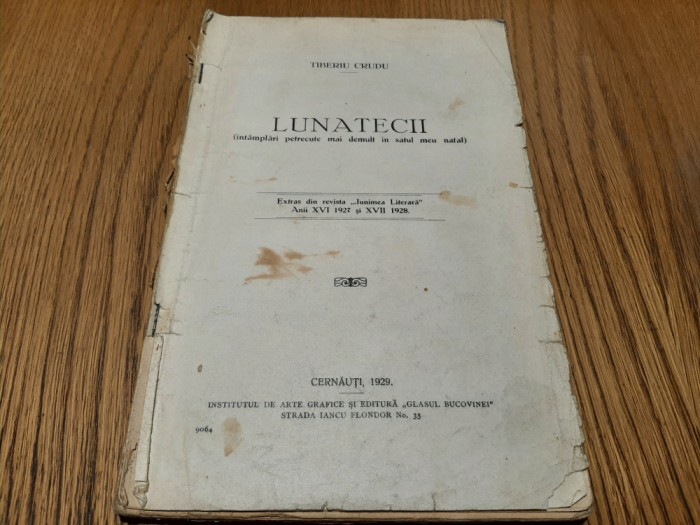 TIBERIU CRUDU
LUNATECII
(întâmplări petrecute mai demult în satul meu natal)
Extras din revista „Iunimea Literară"
Anii XVI 1927 și XVII 1928.
CERNĂUȚI, 1929.
INSTITUTUL DE ARTE GRAFICE ȘI EDITURĂ „GLASUL BUCOVINEI"
STRADA IANCU FLONDOR No. 35
9064